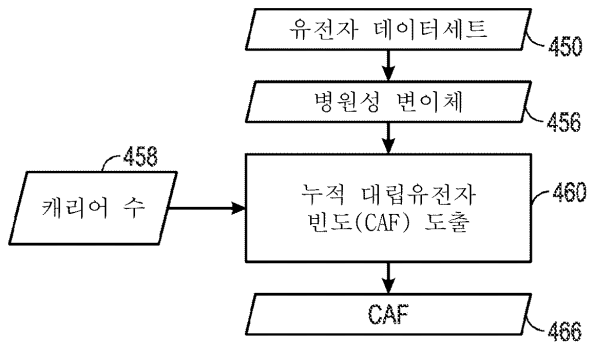 유전자 데이터세트
450
병원성 변이체
456
458
캐리어 수
누적 대립유전자
빈도(CAF) 도출
460
CAF
466